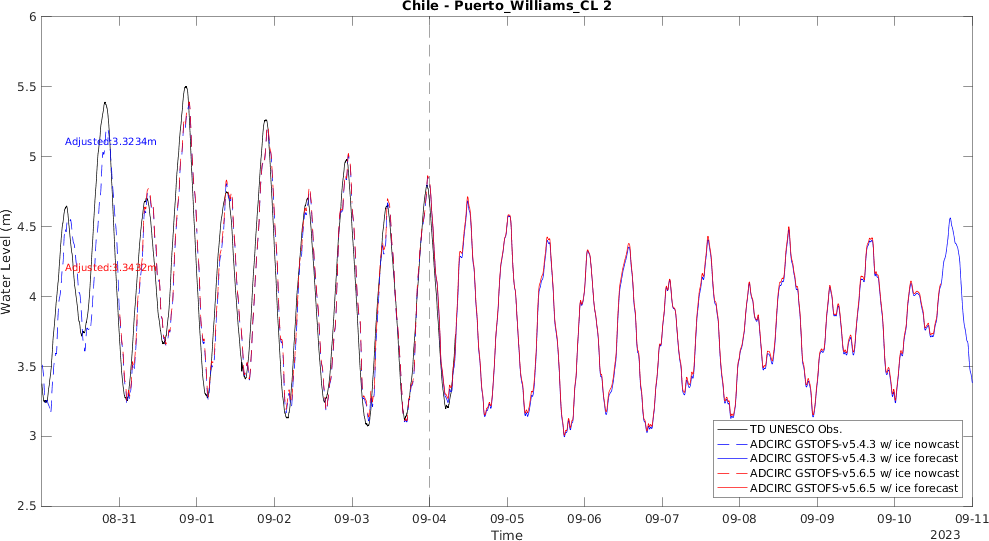 Chile - Puerto_Williams_CL 2
6
5.5
5
4.5
4
3.5
3
2.5
Water Level (m)
Adjusted:3.3234m
Adjusted:3.3432m
TD UNESCO Obs.
ADCIRC GSTOFS-v5.4.3 w/ ice nowcast
ADCIRC GSTOFS-v5.4.3 w/ ice forecast
ADCIRC GSTOFS-v5.6.5 w/ ice nowcast
ADCIRC GSTOFS-v5.6.5 w/ ice forecast
08-31 09-01 09-02 09-03 09-04 09-05 09-06 09-07 09-08 09-09 09-10 09-11
Time
2023